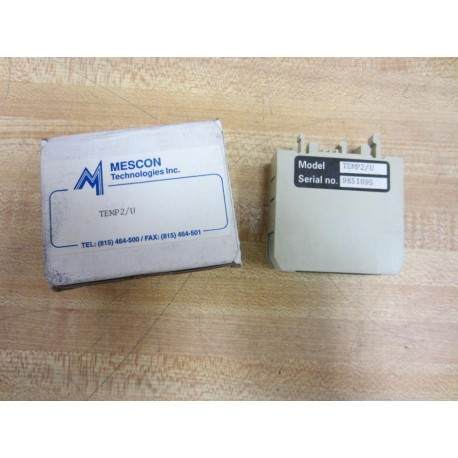 MESCON
Technologies Inc.
TEMP2/U
TEL: (815) 464-500 / FAX: (815) 464-501
Model TEMP2/U
Serial no. 9851095